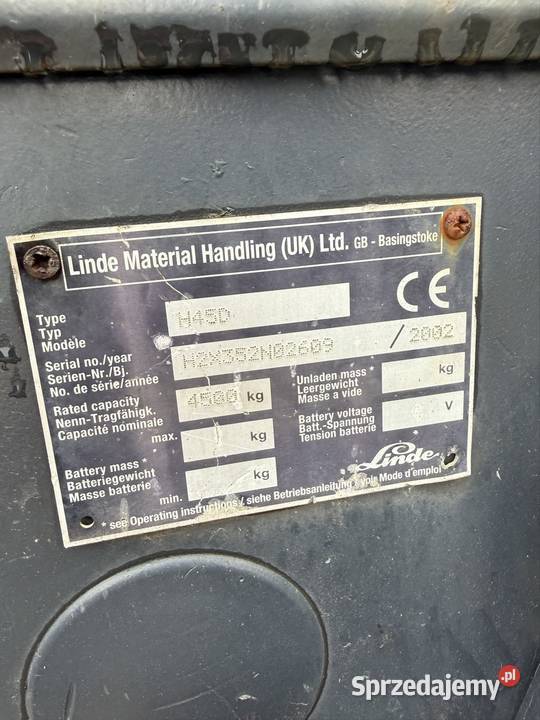 Linde Material Handling (UK) Ltd. GB - Basingstoke
Type
Typ
Modèle
H45D
CE
Serial no./year
Serien-Nr./Bj.
No. de série/année
H2X352N02609 / 2002
Rated capacity
Nenn-Tragfähigk.
Capacité nominale
4500 kg
Unladen mass *
Leergewicht
Masse a vide
kg
Battery mass *
Batteriegewicht
Masse batterie
max. kg
min. kg
Battery voltage
Batt.-Spannung
Tension batterie
V
Linde
* see Operating instructions / siehe Betriebsanleitung / voir Mode d'emploi
Sprzedajemy.pl